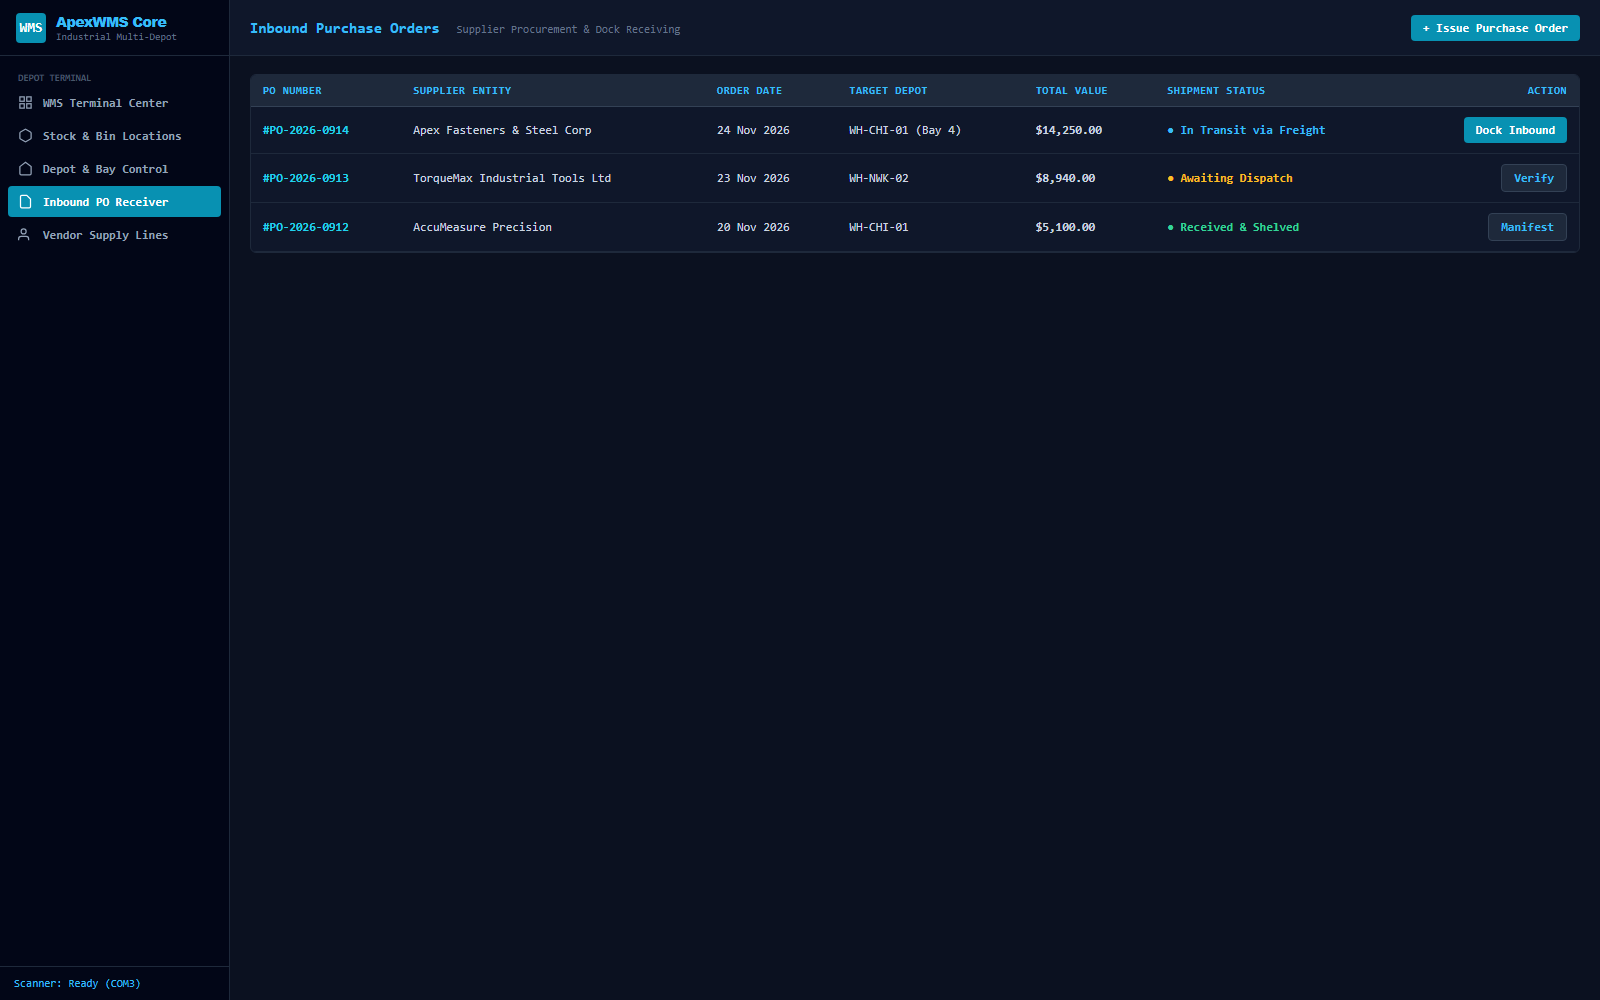 WMS
ApexWMS Core
Industrial Multi-Depot
DEPOT TERMINAL
WMS Terminal Center
Stock & Bin Locations
Depot & Bay Control
Inbound PO Receiver
Vendor Supply Lines
Scanner: Ready (COM3)
Inbound Purchase Orders Supplier Procurement & Dock Receiving + Issue Purchase Order
PO NUMBER SUPPLIER ENTITY ORDER DATE TARGET DEPOT TOTAL VALUE SHIPMENT STATUS ACTION
#PO-2026-0914 Apex Fasteners & Steel Corp 24 Nov 2026 WH-CHI-01 (Bay 4) $14,250.00 ● In Transit via Freight Dock Inbound
#PO-2026-0913 TorqueMax Industrial Tools Ltd 23 Nov 2026 WH-NWK-02 $8,940.00 ● Awaiting Dispatch Verify
#PO-2026-0912 AccuMeasure Precision 20 Nov 2026 WH-CHI-01 $5,100.00 ● Received & Shelved Manifest